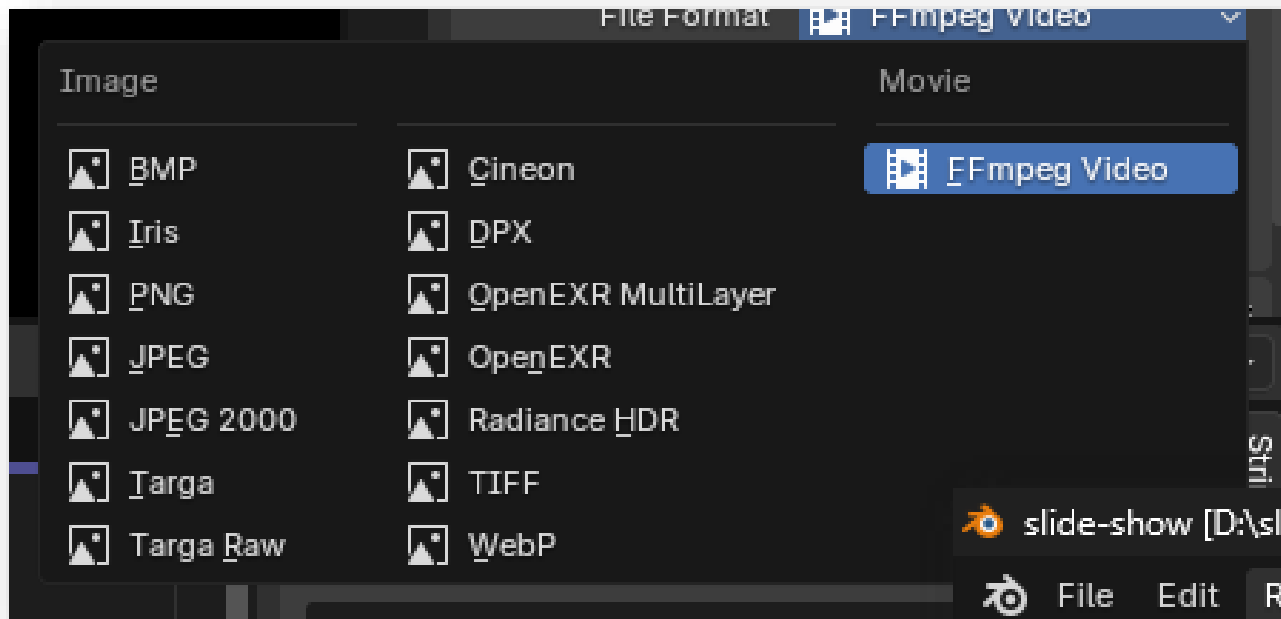 File Format FFmpeg Video
Image
Movie
BMP
Iris
PNG
JPEG
JPEG 2000
Targa
Targa Raw
Cineon
DPX
OpenEXR MultiLayer
OpenEXR
Radiance HDR
TIFF
WebP
FFmpeg Video
Stri
slide-show [D:\sl
File Edit R